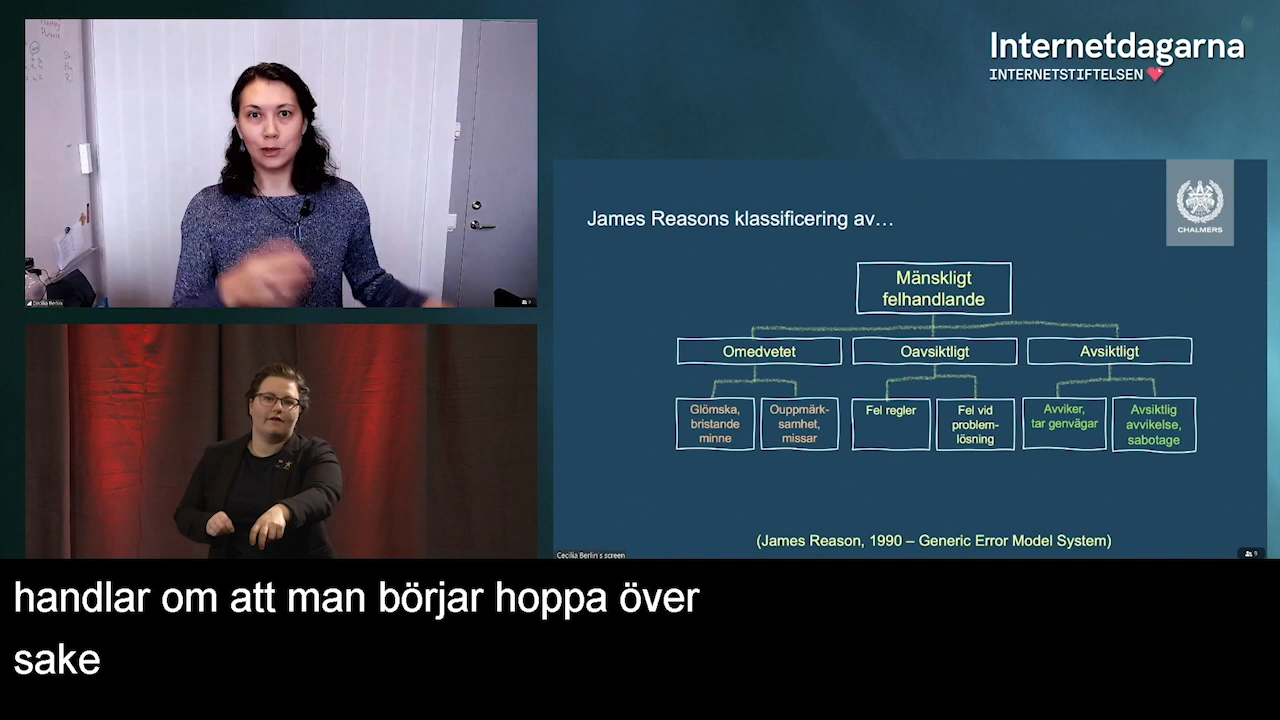 Internetdagarna
INTERNETSTIFTELSEN
CHALMERS
James Reasons klassificering av…
Mänskligt
felhandlande
Omedvetet
Oavsiktligt
Avsiktligt
Glömska,
bristande
minne
Ouppmärk-
samhet,
missar
Fel regler
Fel vid
problem-
lösning
Avviker,
tar genvägar
Avsiktlig
avvikelse,
sabotage
(James Reason, 1990 – Generic Error Model System)
Cecilia Berlin
Cecilia Berlin's screen
handlar om att man börjar hoppa över
sake